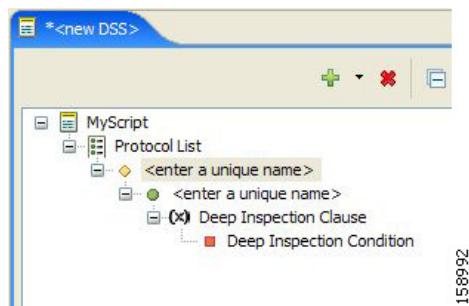 *<new DSS>
MyScript
Protocol List
<enter a unique name>
<enter a unique name>
(x) Deep Inspection Clause
Deep Inspection Condition
158992